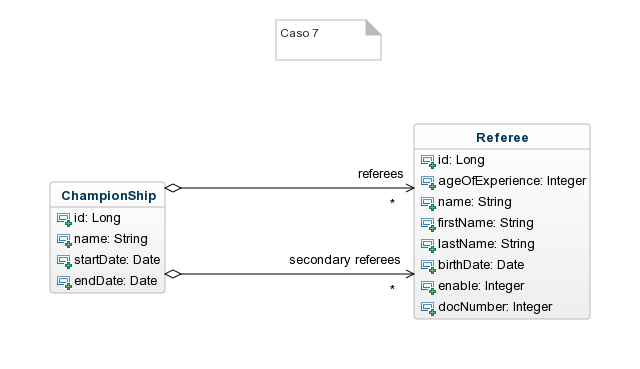 Caso 7
Referee
id: Long
ageOfExperience: Integer
name: String
firstName: String
lastName: String
birthDate: Date
enable: Integer
docNumber: Integer
referees
*
secondary referees
*
ChampionShip
id: Long
name: String
startDate: Date
endDate: Date